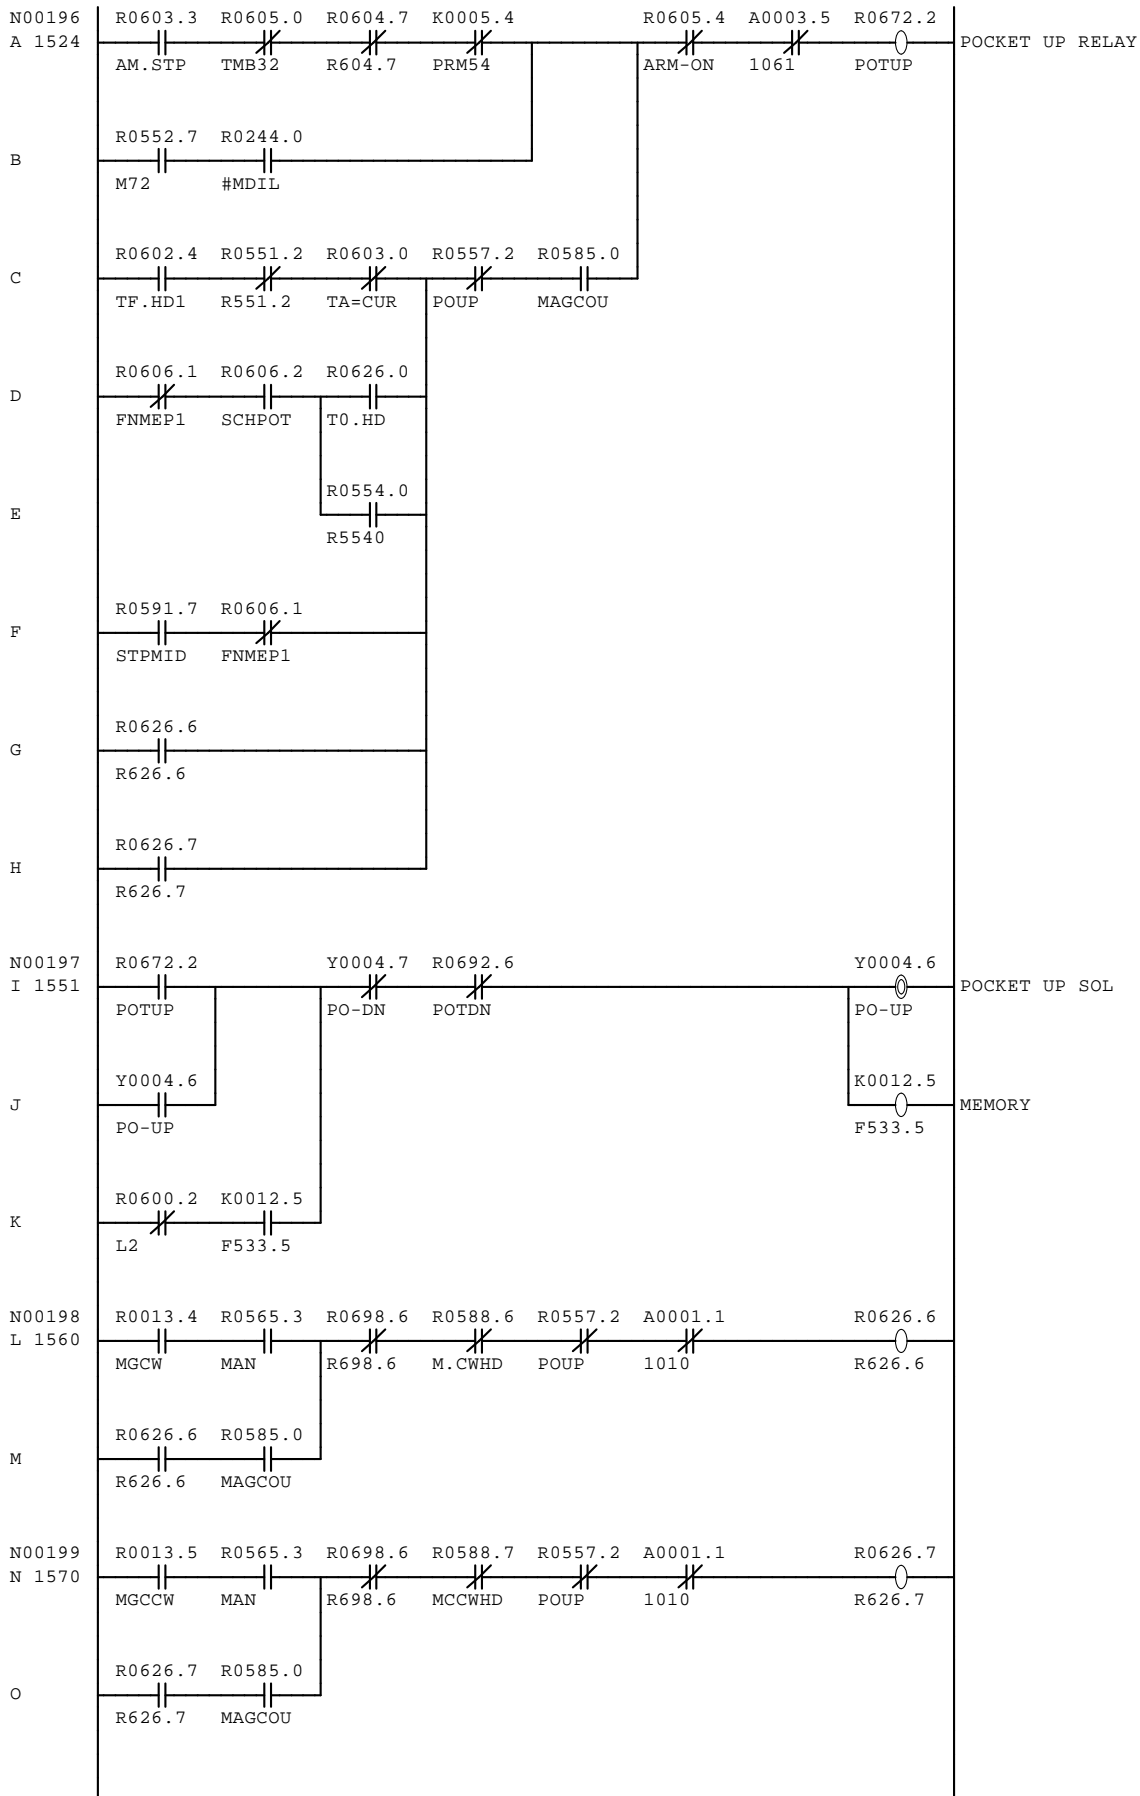 N00196 R0603.3 R0605.0 R0604.7 K0005.4 R0605.4 A0003.5 R0672.2
A 1524 POCKET UP RELAY
AM.STP TMB32 R604.7 PRM54 ARM-ON 1061 POTUP
R0552.7 R0244.0
B
M72 #MDIL
R0602.4 R0551.2 R0603.0 R0557.2 R0585.0
C
TF.HD1 R551.2 TA=CUR POUP MAGCOU
R0606.1 R0606.2 R0626.0
D
FNMEP1 SCHPOT T0.HD
R0554.0
E
R5540
R0591.7 R0606.1
F
STPMID FNMEP1
R0626.6
G
R626.6
R0626.7
H
R626.7
N00197 R0672.2 Y0004.7 R0692.6 Y0004.6
I 1551 POCKET UP SOL
POTUP PO-DN POTDN PO-UP
Y0004.6 K0012.5
J MEMORY
PO-UP F533.5
R0600.2 K0012.5
K
L2 F533.5
N00198 R0013.4 R0565.3 R0698.6 R0588.6 R0557.2 A0001.1 R0626.6
L 1560
MGCW MAN R698.6 M.CWHD POUP 1010 R626.6
R0626.6 R0585.0
M
R626.6 MAGCOU
N00199 R0013.5 R0565.3 R0698.6 R0588.7 R0557.2 A0001.1 R0626.7
N 1570
MGCCW MAN R698.6 MCCWHD POUP 1010 R626.7
R0626.7 R0585.0
O
R626.7 MAGCOU